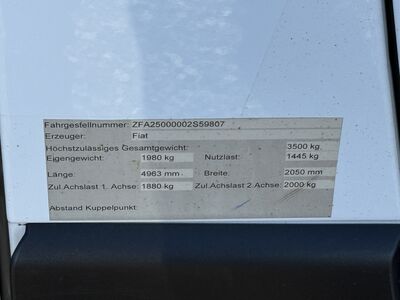 Fahrgestellnummer: ZFA25000002S59807
Erzeuger: Fiat
Höchstzulässiges Gesamtgewicht: 3500 kg
Eigengewicht: 1980 kg Nutzlast: 1445 kg
Länge: 4963 mm Breite: 2050 mm
Zul.Achslast 1. Achse: 1880 kg Zul.Achslast 2.Achse: 2000 kg
Abstand Kuppelpunkt: